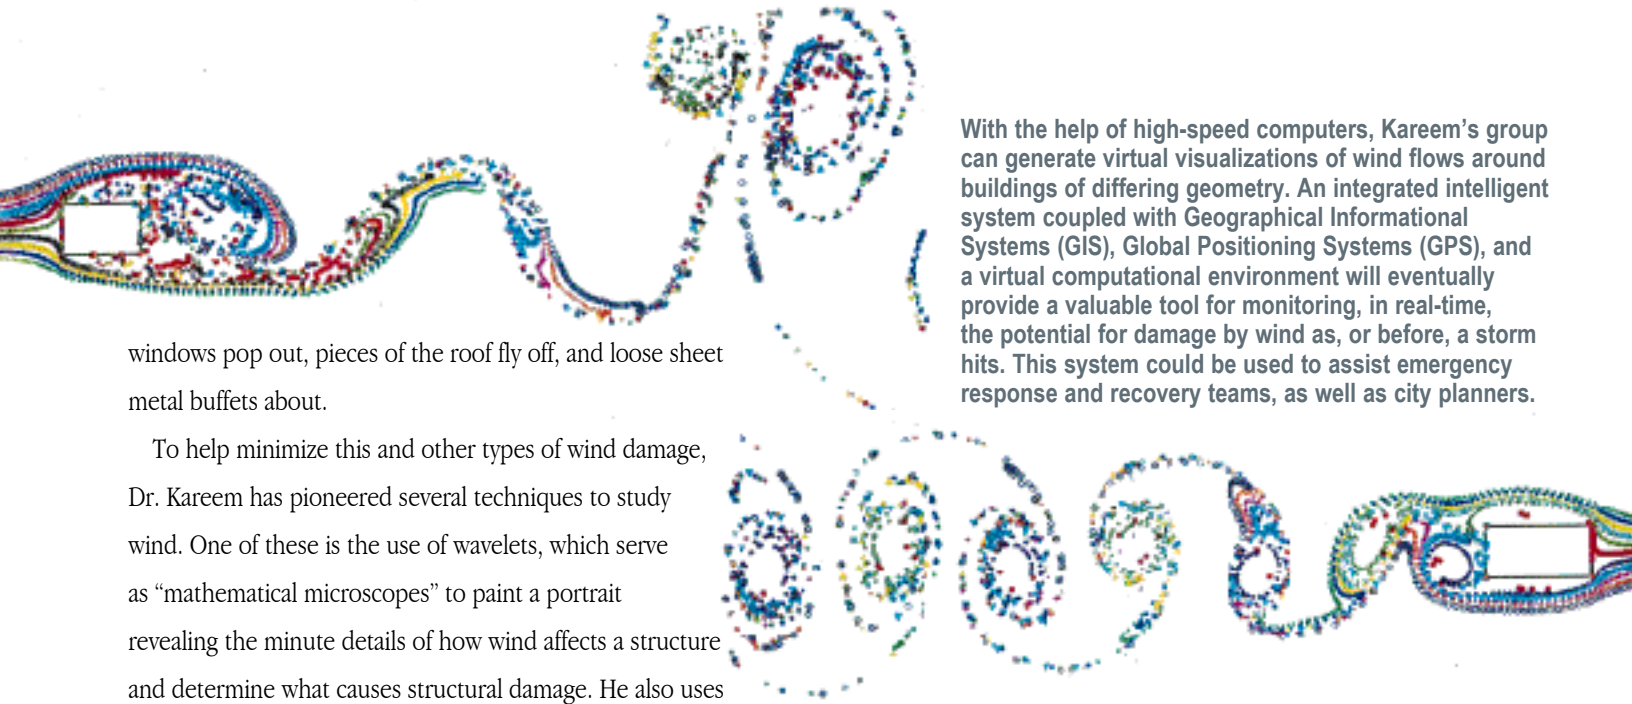 With the help of high-speed computers, Kareem’s group
can generate virtual visualizations of wind flows around
buildings of differing geometry. An integrated intelligent
system coupled with Geographical Informational
Systems (GIS), Global Positioning Systems (GPS), and
a virtual computational environment will eventually
provide a valuable tool for monitoring, in real-time,
the potential for damage by wind as, or before, a storm
hits. This system could be used to assist emergency
response and recovery teams, as well as city planners.
windows pop out, pieces of the roof fly off, and loose sheet
metal buffets about.
To help minimize this and other types of wind damage,
Dr. Kareem has pioneered several techniques to study
wind. One of these is the use of wavelets, which serve
as “mathematical microscopes” to paint a portrait
revealing the minute details of how wind affects a structure
and determine what causes structural damage. He also uses